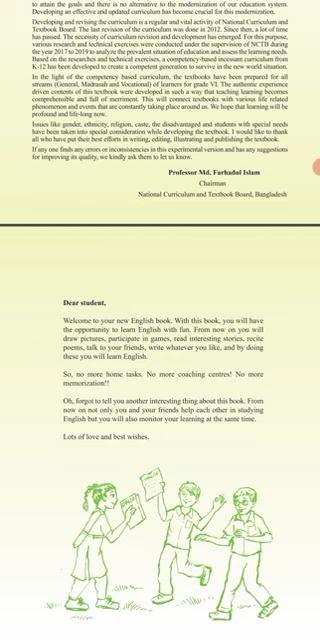 to attain the goals and there is no alternative to the modernization of our education system.
Developing an effective and updated curriculum has become crucial for this modernization.
Developing and revising the curriculum is a regular and vital activity of National Curriculum and
Textbook Board. The last revision of the curriculum was done in 2012. Since then, a lot of time
has passed. The necessity of curriculum revision and development has emerged. For this purpose,
various research and technical exercises were conducted under the supervision of NCTB during
the year 2017 to 2019 to analyze the prevalent situation of education and assess the learning needs.
Based on the researches and technical exercises, a competency-based incessant curriculum from
K-12 has been developed to create a competent generation to survive in the new world situation.
In the light of the competency based curriculum, the textbooks have been prepared for all
streams (General, Madrasah and Vocational) of learners for grade VI. The authentic experience
driven contents of this textbook were developed in such a way that teaching learning becomes
comprehensible and full of merriment. This will connect textbooks with various life related
phenomenon and events that are constantly taking place around us. We hope that learning will be
profound and life-long now.
Issues like gender, ethnicity, religion, caste, the disadvantaged and students with special needs
have been taken into special consideration while developing the textbook. I would like to thank
all who have put their best efforts in writing, editing, illustrating and publishing the textbook.
If any one finds any errors or inconsistencies in this experimental version and has any suggestions
for improving its quality, we kindly ask them to let us know.
Professor Md. Farhadul Islam
Chairman
National Curriculum and Textbook Board, Bangladesh
Dear student,
Welcome to your new English book. With this book, you will have
the opportunity to learn English with fun. From now on you will
draw pictures, participate in games, read interesting stories, recite
poems, talk to your friends, write whatever you like, and by doing
these you will learn English.
So, no more home tasks. No more coaching centres! No more
memorization!!
Oh, forgot to tell you another interesting thing about this book. From
now on not only you and your friends help each other in studying
English but you will also monitor your learning at the same time.
Lots of love and best wishes.